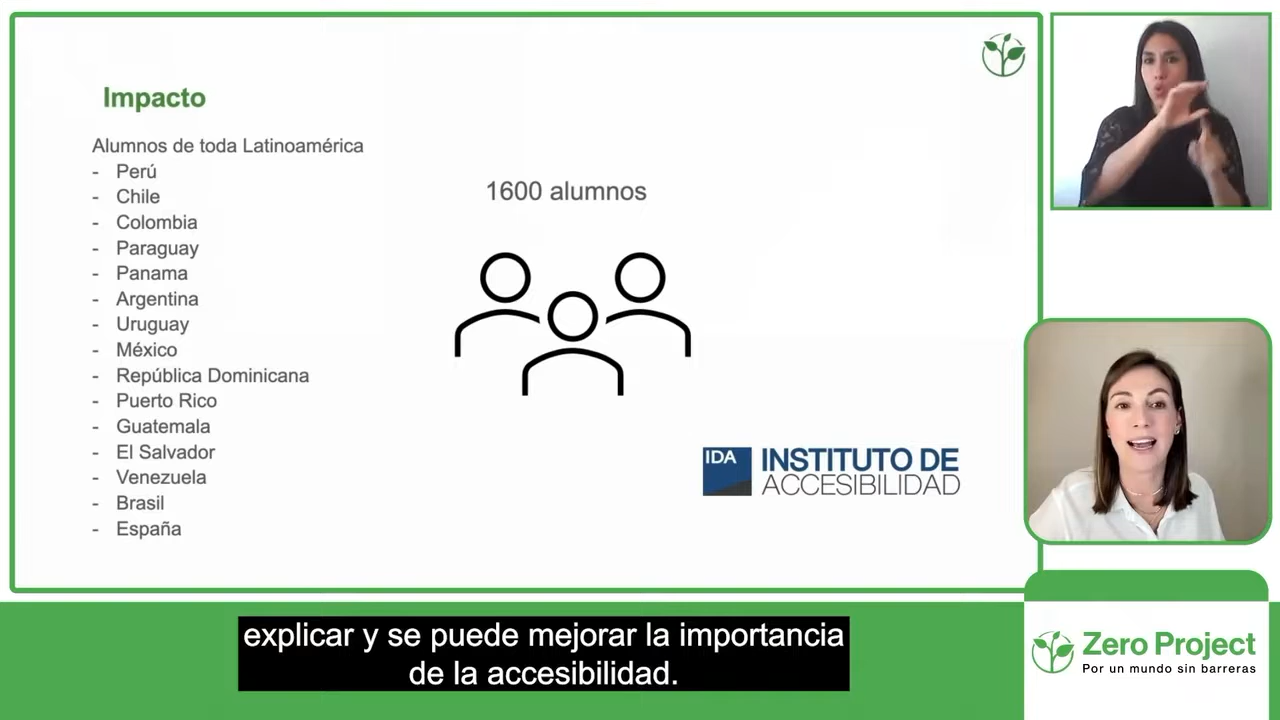 Impacto
Alumnos de toda Latinoamérica
- Perú
- Chile
- Colombia
- Paraguay
- Panama
- Argentina
- Uruguay
- México
- República Dominicana
- Puerto Rico
- Guatemala
- El Salvador
- Venezuela
- Brasil
- España
1600 alumnos
IDA
INSTITUTO DE
ACCESIBILIDAD
explicar y se puede mejorar la importancia
de la accesibilidad.
Zero Project
Por un mundo sin barreras